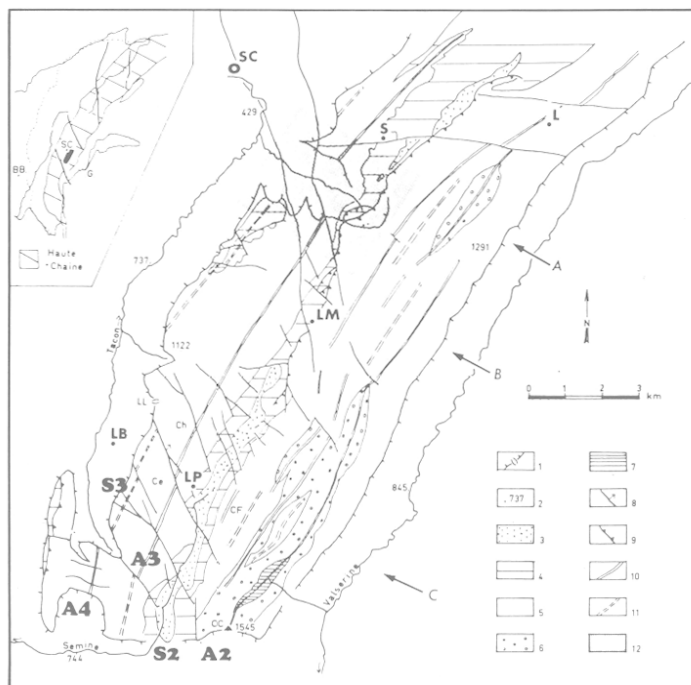 SC
429
S
L
SC
BB
G
Haute
Chaîne
737
1291
A
N
LM
Tacon
1122
B
0 1 2 3
km
LL
Ch
LB
LP
Ce
S3
CF
845
Valserine
C
A3
A4
CC
1545
Semine
744
S2
A2
1
7
737
2
8
3
9
4
10
5
11
6
12